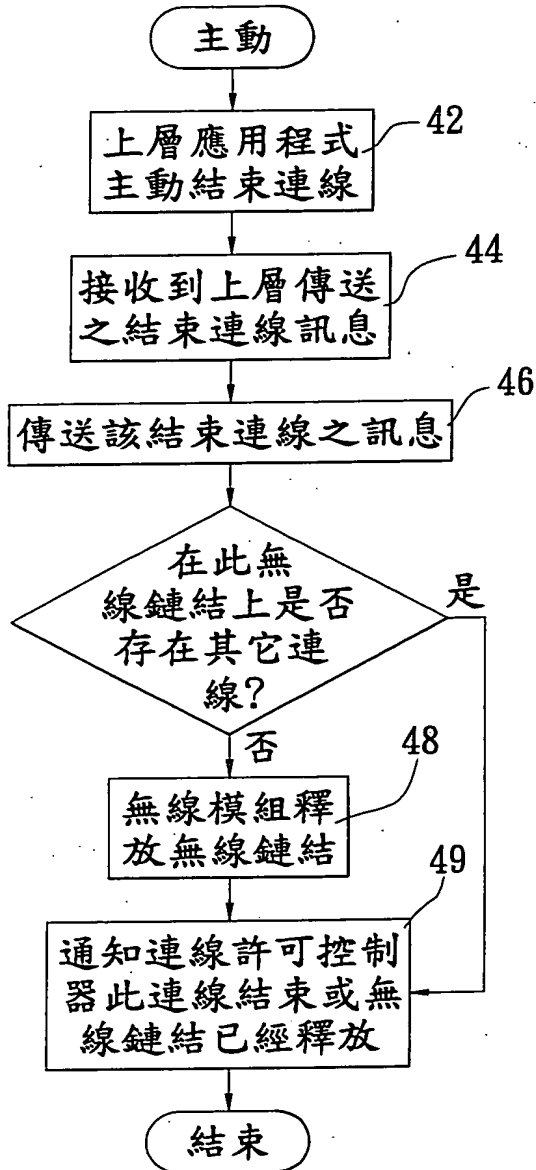 主動
42
上層應用程式
主動結束連線
44
接收到上層傳送
之結束連線訊息
46
傳送該結束連線之訊息
在此無
線鏈結上是否
存在其它連
線?
是
否
48
無線模組釋
放無線鏈結
49
通知連線許可控制
器此連線結束或無
線鏈結已經釋放
結束